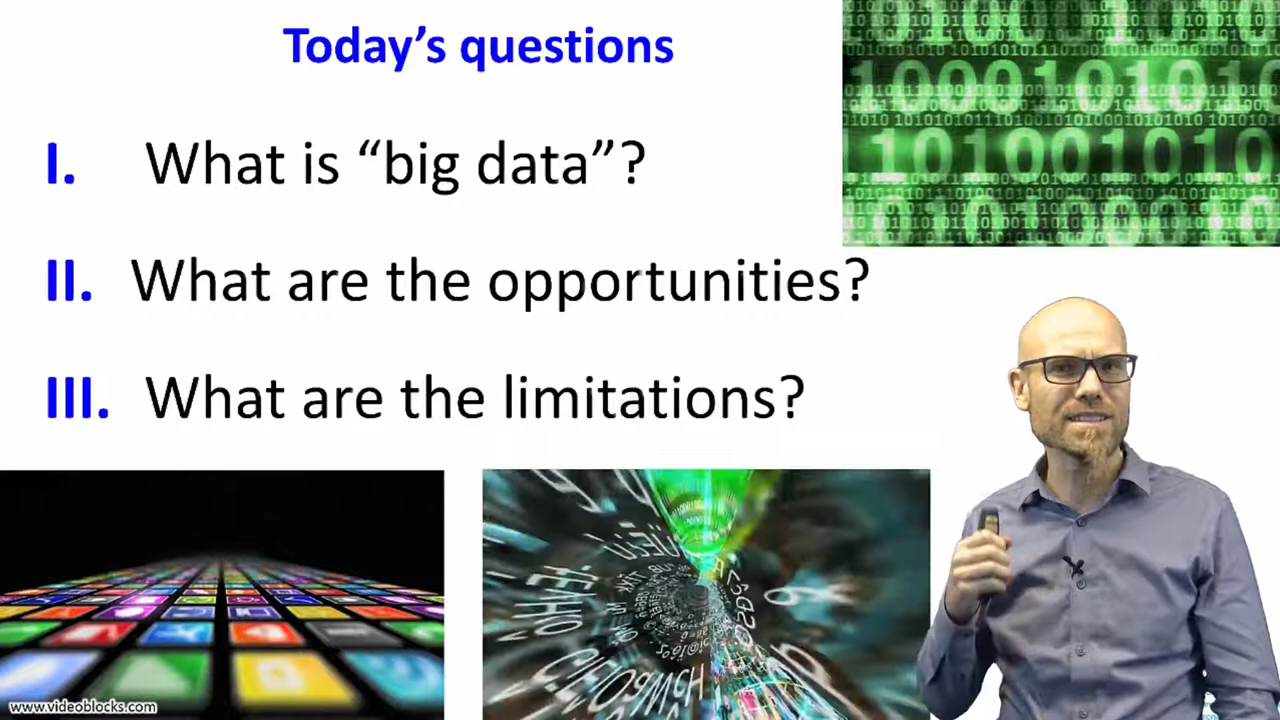 Today’s questions
I. What is “big data”?
II. What are the opportunities?
III. What are the limitations?
www.videoblocks.com